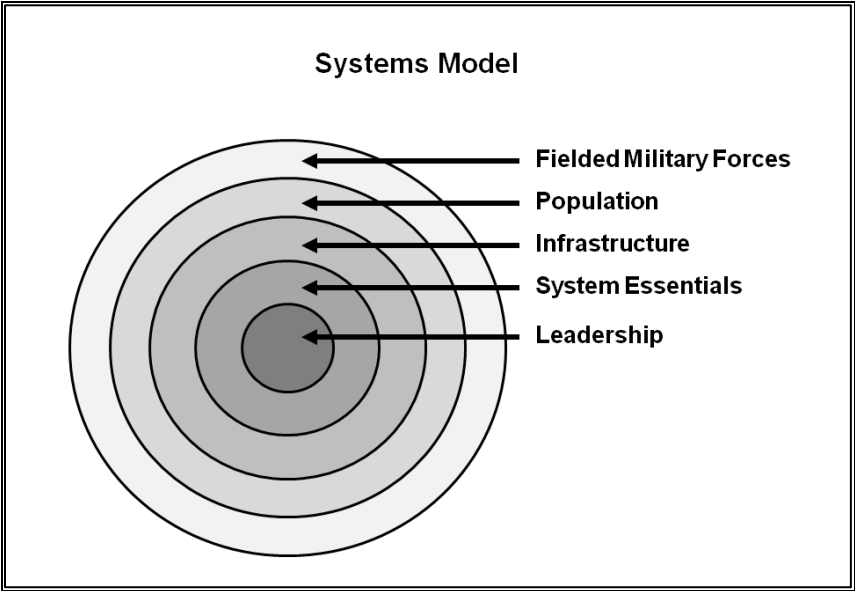 Systems Model
Fielded Military Forces
Population
Infrastructure
System Essentials
Leadership